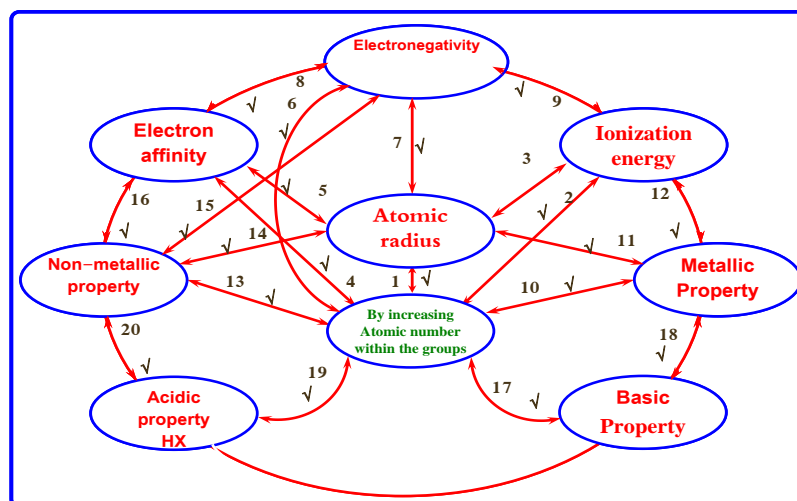 Electronegativity
8
6
√
9
√
√
Electron
affinity
7
√
Ionization
energy
3
√
5
2
12
16
15
Atomic
radius
√
√
√
√
14
√
√
11
√
Non−metallic
property
13
√
√
4
1
√
10
√
Metallic
Property
By increasing
Atomic number
within the groups
20
√
18
√
19
√
17
√
Acidic
property
HX
Basic
Property